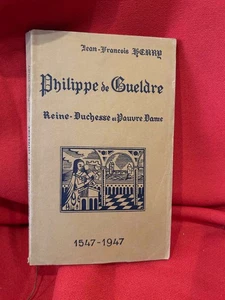 Jean-François HENRY
Philippe de Gueldre
Reine-Duchesse et Pauvre Dame
1547-1947